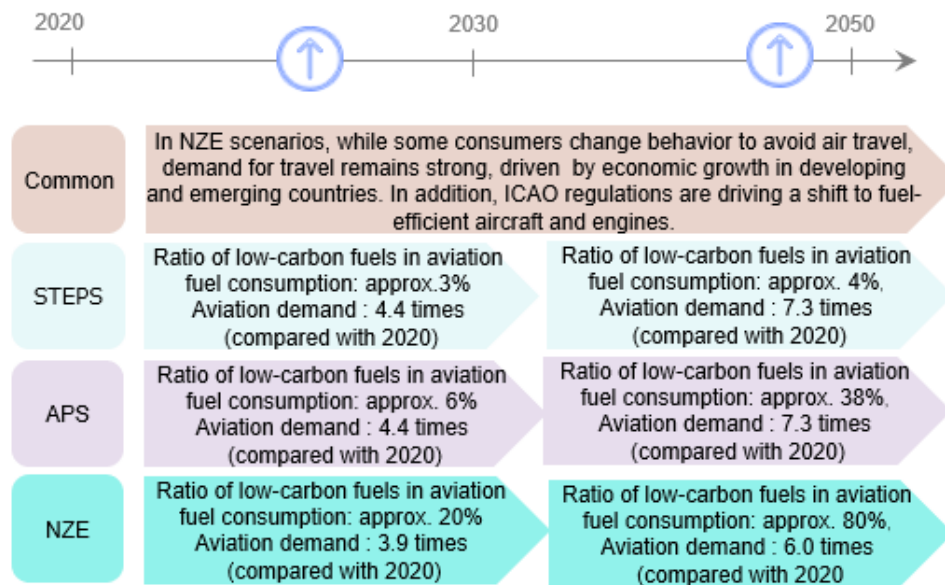 2020
2030
2050
Common
In NZE scenarios, while some consumers change behavior to avoid air travel,
demand for travel remains strong, driven by economic growth in developing
and emerging countries. In addition, ICAO regulations are driving a shift to fuel-
efficient aircraft and engines.
STEPS
Ratio of low-carbon fuels in aviation
fuel consumption: approx.3%
Aviation demand : 4.4 times
(compared with 2020)
Ratio of low-carbon fuels in aviation
fuel consumption: approx. 4%,
Aviation demand : 7.3 times
(compared with 2020)
APS
Ratio of low-carbon fuels in aviation
fuel consumption: approx. 6%
Aviation demand : 4.4 times
(compared with 2020)
Ratio of low-carbon fuels in aviation
fuel consumption: approx. 38%,
Aviation demand : 7.3 times
(compared with 2020)
NZE
Ratio of low-carbon fuels in aviation
fuel consumption: approx. 20%
Aviation demand : 3.9 times
(compared with 2020)
Ratio of low-carbon fuels in aviation
fuel consumption: approx. 80%,
Aviation demand : 6.0 times
(compared with 2020